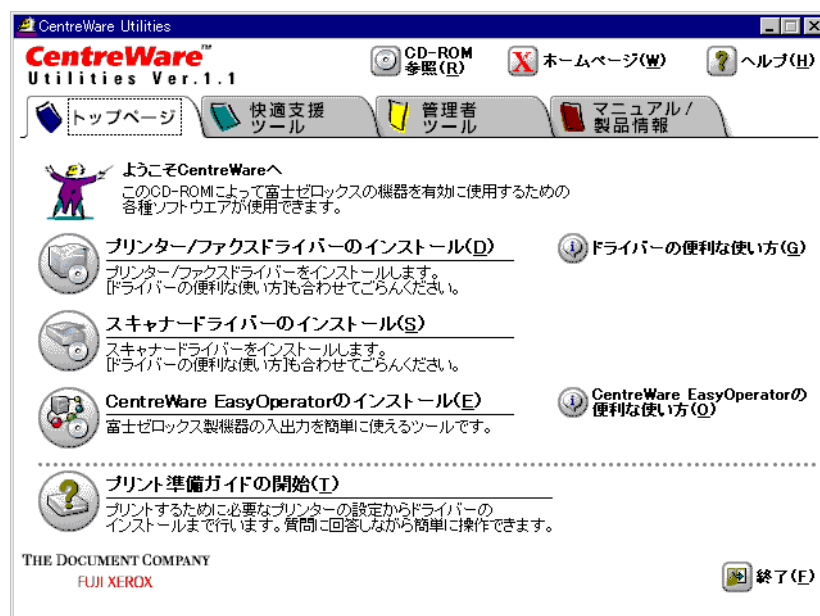 CentreWare Utilities
CentreWare™
Utilities Ver.1.1
CD-ROM
参照(R)
ホームページ(W)
ヘルプ(H)
トップページ
快適支援
ツール
管理者
ツール
マニュアル/
製品情報
ようこそCentreWareへ
このCD-ROMによって富士ゼロックスの機器を有効に使用するための
各種ソフトウエアが使用できます。
プリンター/ファクスドライバーのインストール(D)
プリンター/ファクスドライバーをインストールします。
[ドライバーの便利な使い方]も合わせてごらんください。
ドライバーの便利な使い方(G)
スキャナードライバーのインストール(S)
スキャナードライバーをインストールします。
[ドライバーの便利な使い方]も合わせてごらんください。
CentreWare EasyOperatorのインストール(E)
富士ゼロックス製機器の入出力を簡単に使えるツールです。
CentreWare EasyOperatorの
便利な使い方(O)
プリント準備ガイドの開始(T)
プリントするために必要なプリンターの設定からドライバーの
インストールまで行います。質問に回答しながら簡単に操作できます。
THE DOCUMENT COMPANY
FUJI XEROX
終了(F)